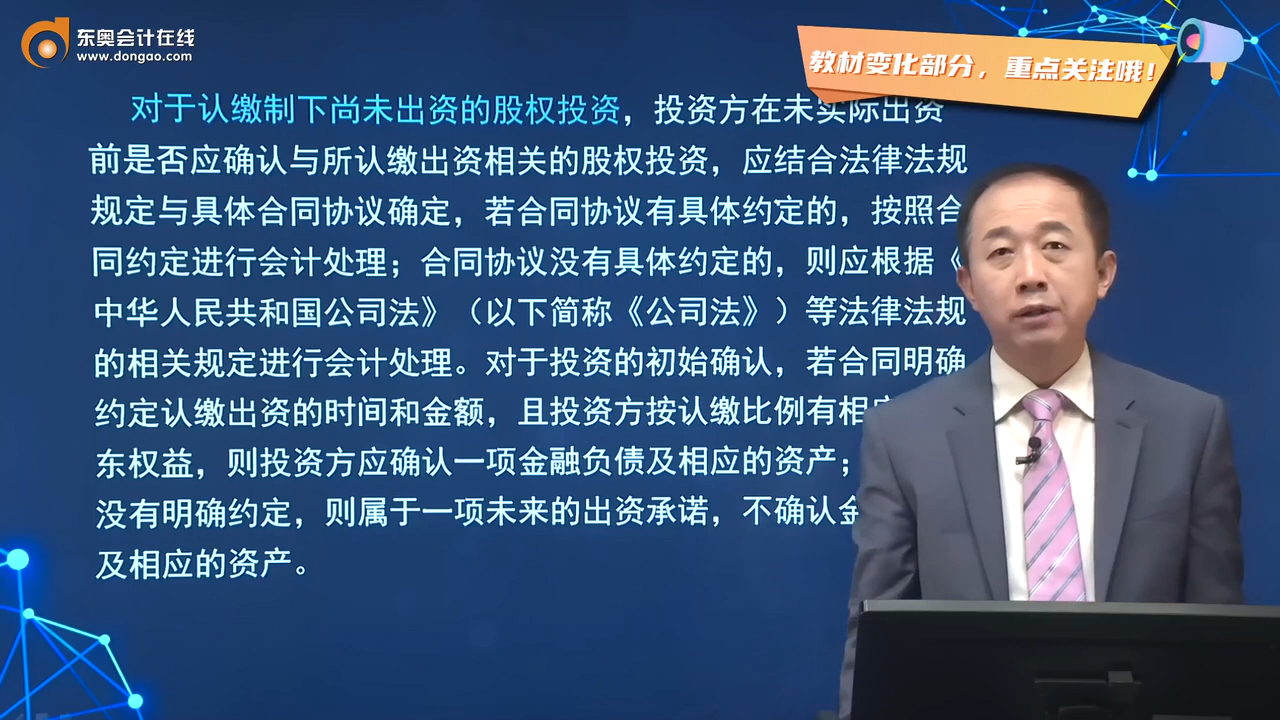 东奥会计在线
www.dongao.com
教材变化部分，重点关注哦！
对于认缴制下尚未出资的股权投资，投资方在未实际出资
前是否应确认与所认缴出资相关的股权投资，应结合法律法规
规定与具体合同协议确定，若合同协议有具体约定的，按照合
同约定进行会计处理；合同协议没有具体约定的，则应根据《
中华人民共和国公司法》（以下简称《公司法》）等法律法规
的相关规定进行会计处理。对于投资的初始确认，若合同明确
约定认缴出资的时间和金额，且投资方按认缴比例有相
东权益，则投资方应确认一项金融负债及相应的资产；
没有明确约定，则属于一项未来的出资承诺，不确认金
及相应的资产。